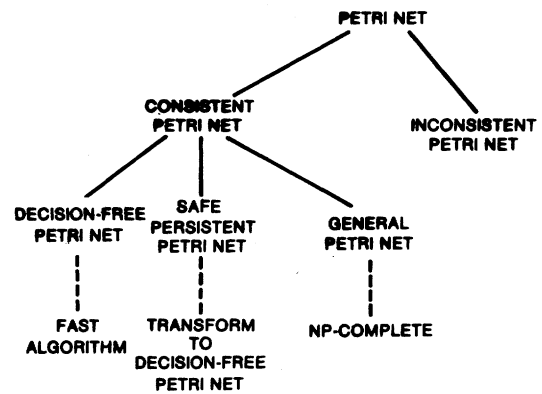 PETRI NET
CONSISTENT
PETRI NET
INCONSISTENT
PETRI NET
DECISION-FREE
PETRI NET
SAFE
PERSISTENT
PETRI NET
GENERAL
PETRI NET
FAST
ALGORITHM
TRANSFORM
TO
DECISION-FREE
PETRI NET
NP-COMPLETE